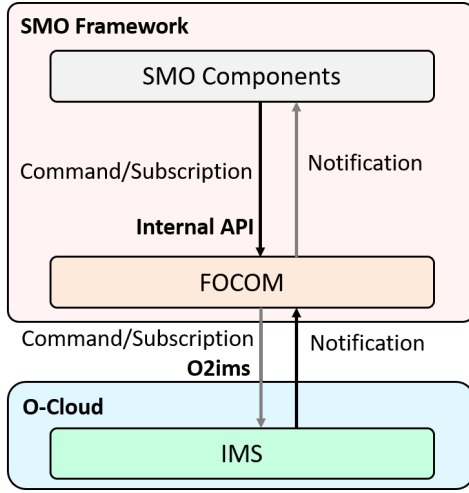 SMO Framework
SMO Components
Command/Subscription
Notification
Internal API
FOCOM
Command/Subscription
Notification
O2ims
O-Cloud
IMS